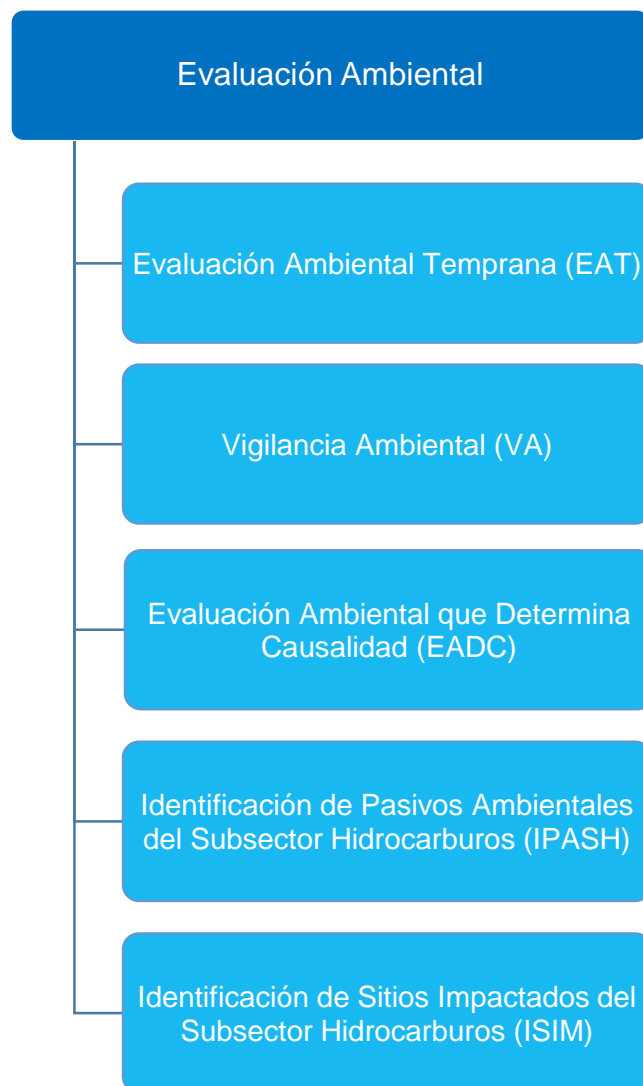 Evaluación Ambiental
Evaluación Ambiental Temprana (EAT)
Vigilancia Ambiental (VA)
Evaluación Ambiental que Determina
Causalidad (EADC)
Identificación de Pasivos Ambientales
del Subsector Hidrocarburos (IPASH)
Identificación de Sitios Impactados del
Subsector Hidrocarburos (ISIM)